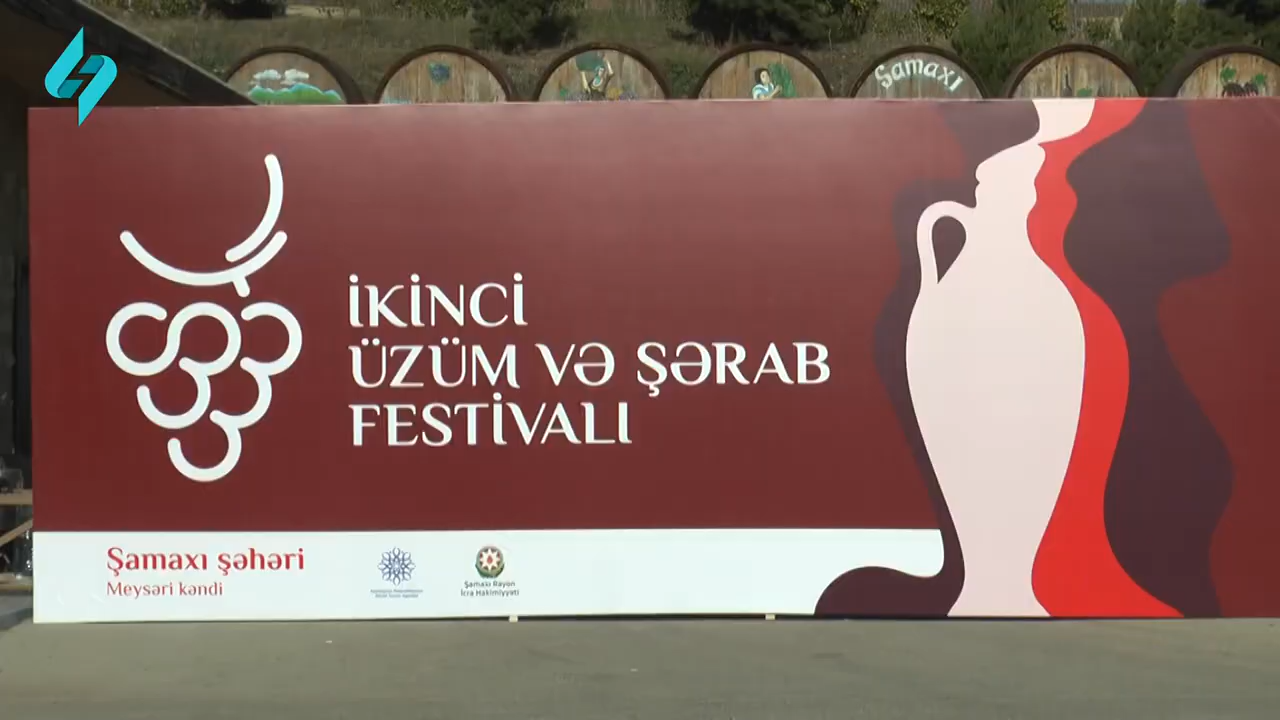 Şamaxı
İKİNCİ
ÜZÜM VƏ ŞƏRAB
FESTİVALI
Şamaxı şəhəri
Meysəri kəndi
Şamaxı Rayon
İcra Hakimiyyəti